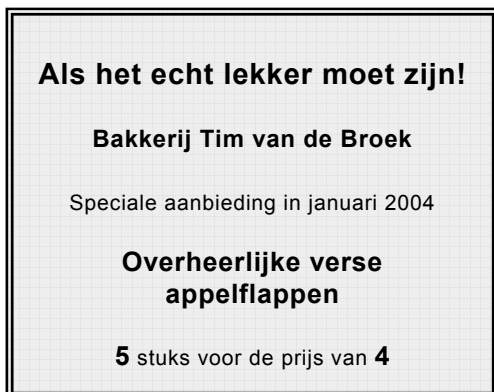 Als het echt lekker moet zijn!
Bakkerij Tim van de Broek
Speciale aanbieding in januari 2004
Overheerlijke verse
appelflappen
5 stuks voor de prijs van 4